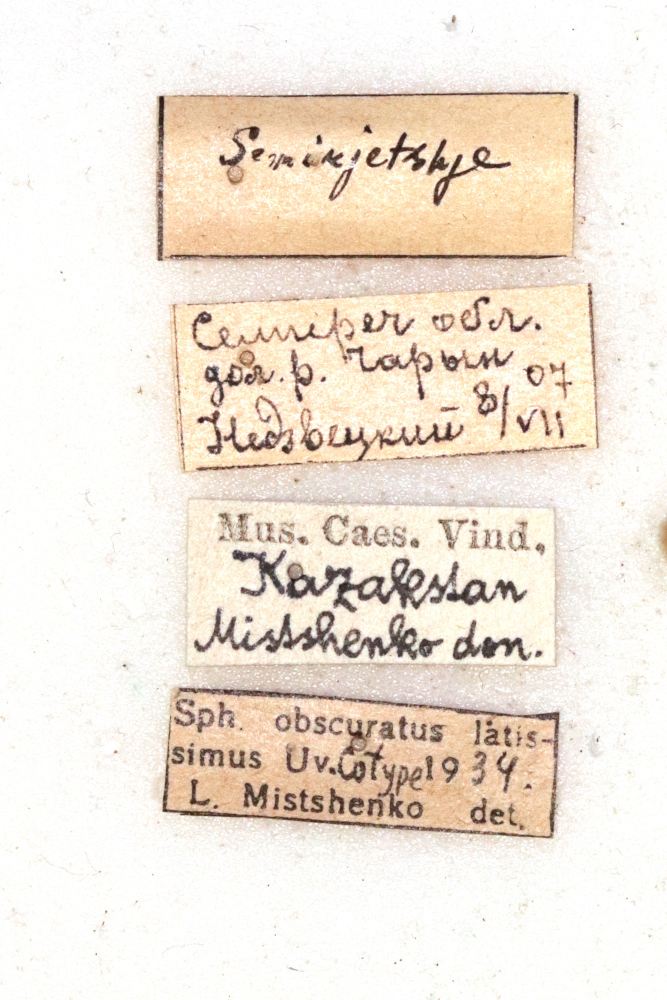 Semirjetshje
Семиреч обл.
дол. р. Чарын
Недзвецкий 8/VII 07
Mus. Caes. Vind.
Kazakstan
Mistshenko don.
Sph. obscuratus latis-
simus Uv. Cotype 1934.
L. Mistshenko det.